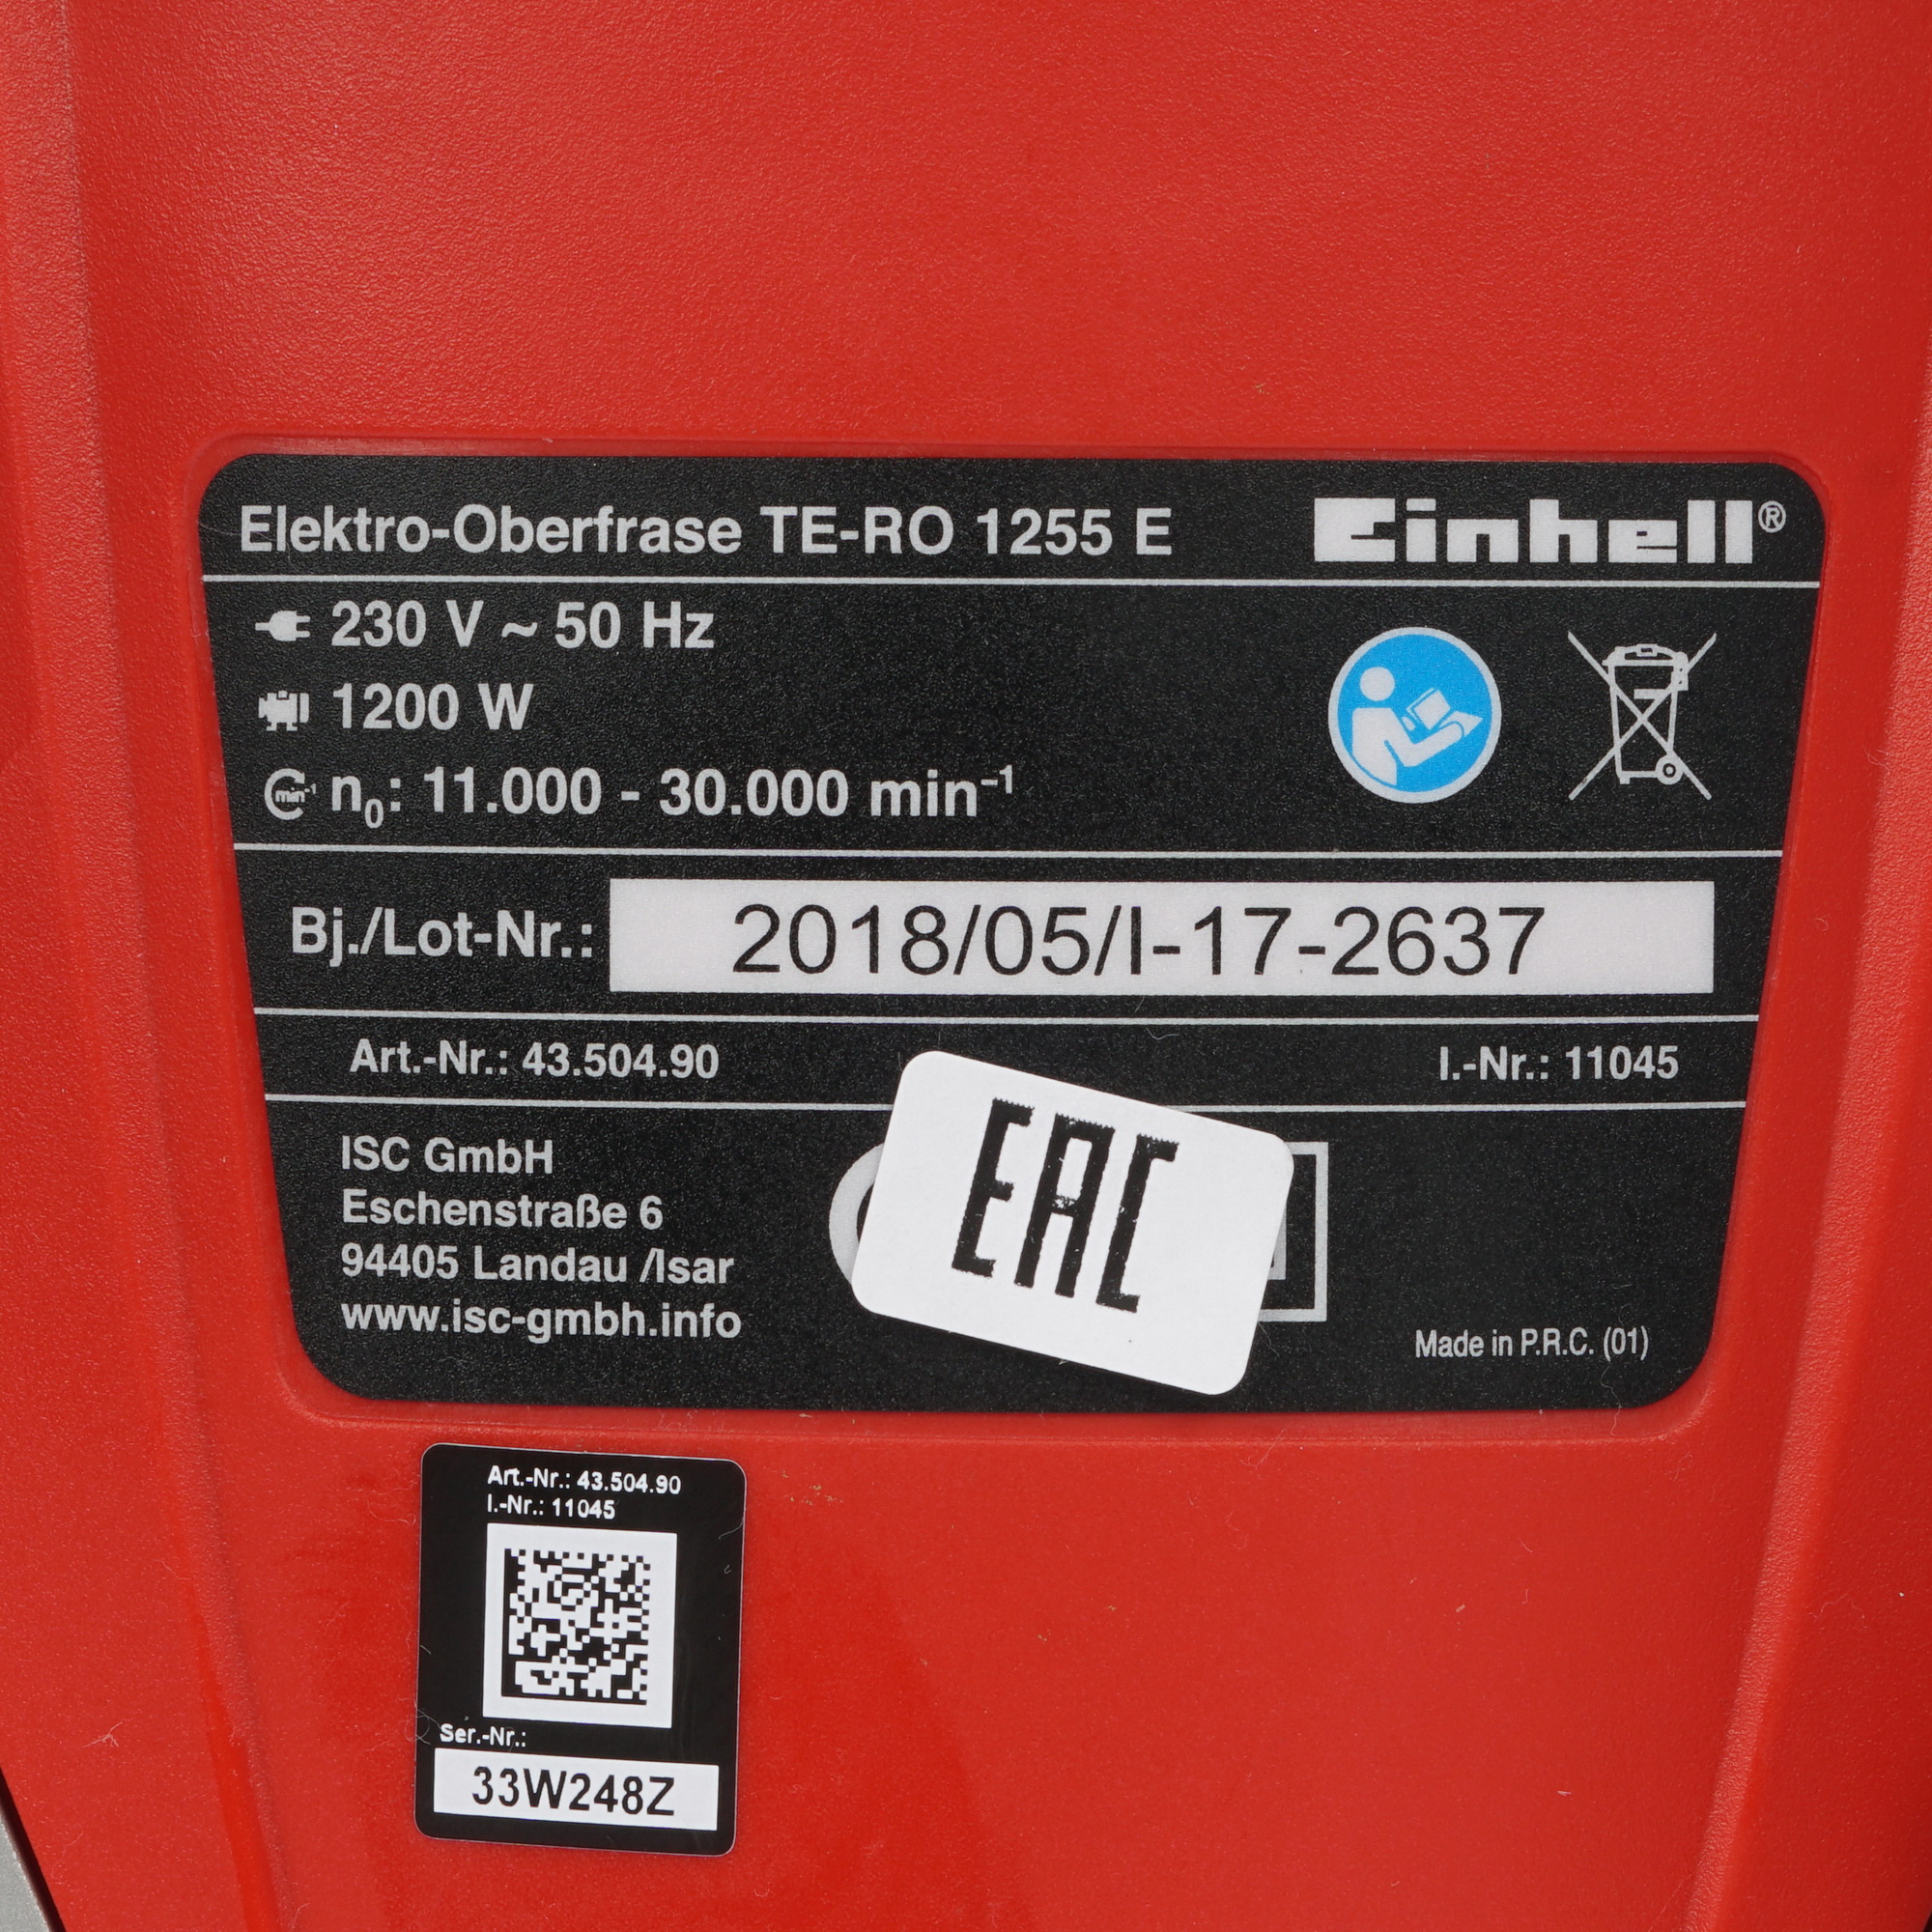 Elektro-Oberfrase TE-RO 1255 E
Einhell®
230 V ~ 50 Hz
1200 W
min⁻¹ n₀: 11.000 - 30.000 min⁻¹
Bj./Lot-Nr.: 2018/05/I-17-2637
Art.-Nr.: 43.504.90
I.-Nr.: 11045
ISC GmbH
Eschenstraße 6
94405 Landau /Isar
www.isc-gmbh.info
EAC
Made in P.R.C. (01)
Art.-Nr.: 43.504.90
I.-Nr.: 11045
Ser.-Nr.:
33W248Z